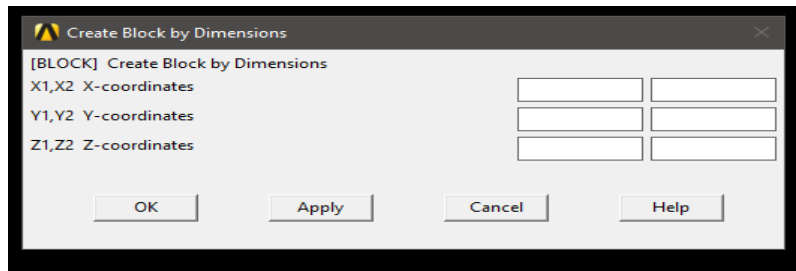 Create Block by Dimensions
[BLOCK] Create Block by Dimensions
X1,X2 X-coordinates
Y1,Y2 Y-coordinates
Z1,Z2 Z-coordinates
OK Apply Cancel Help